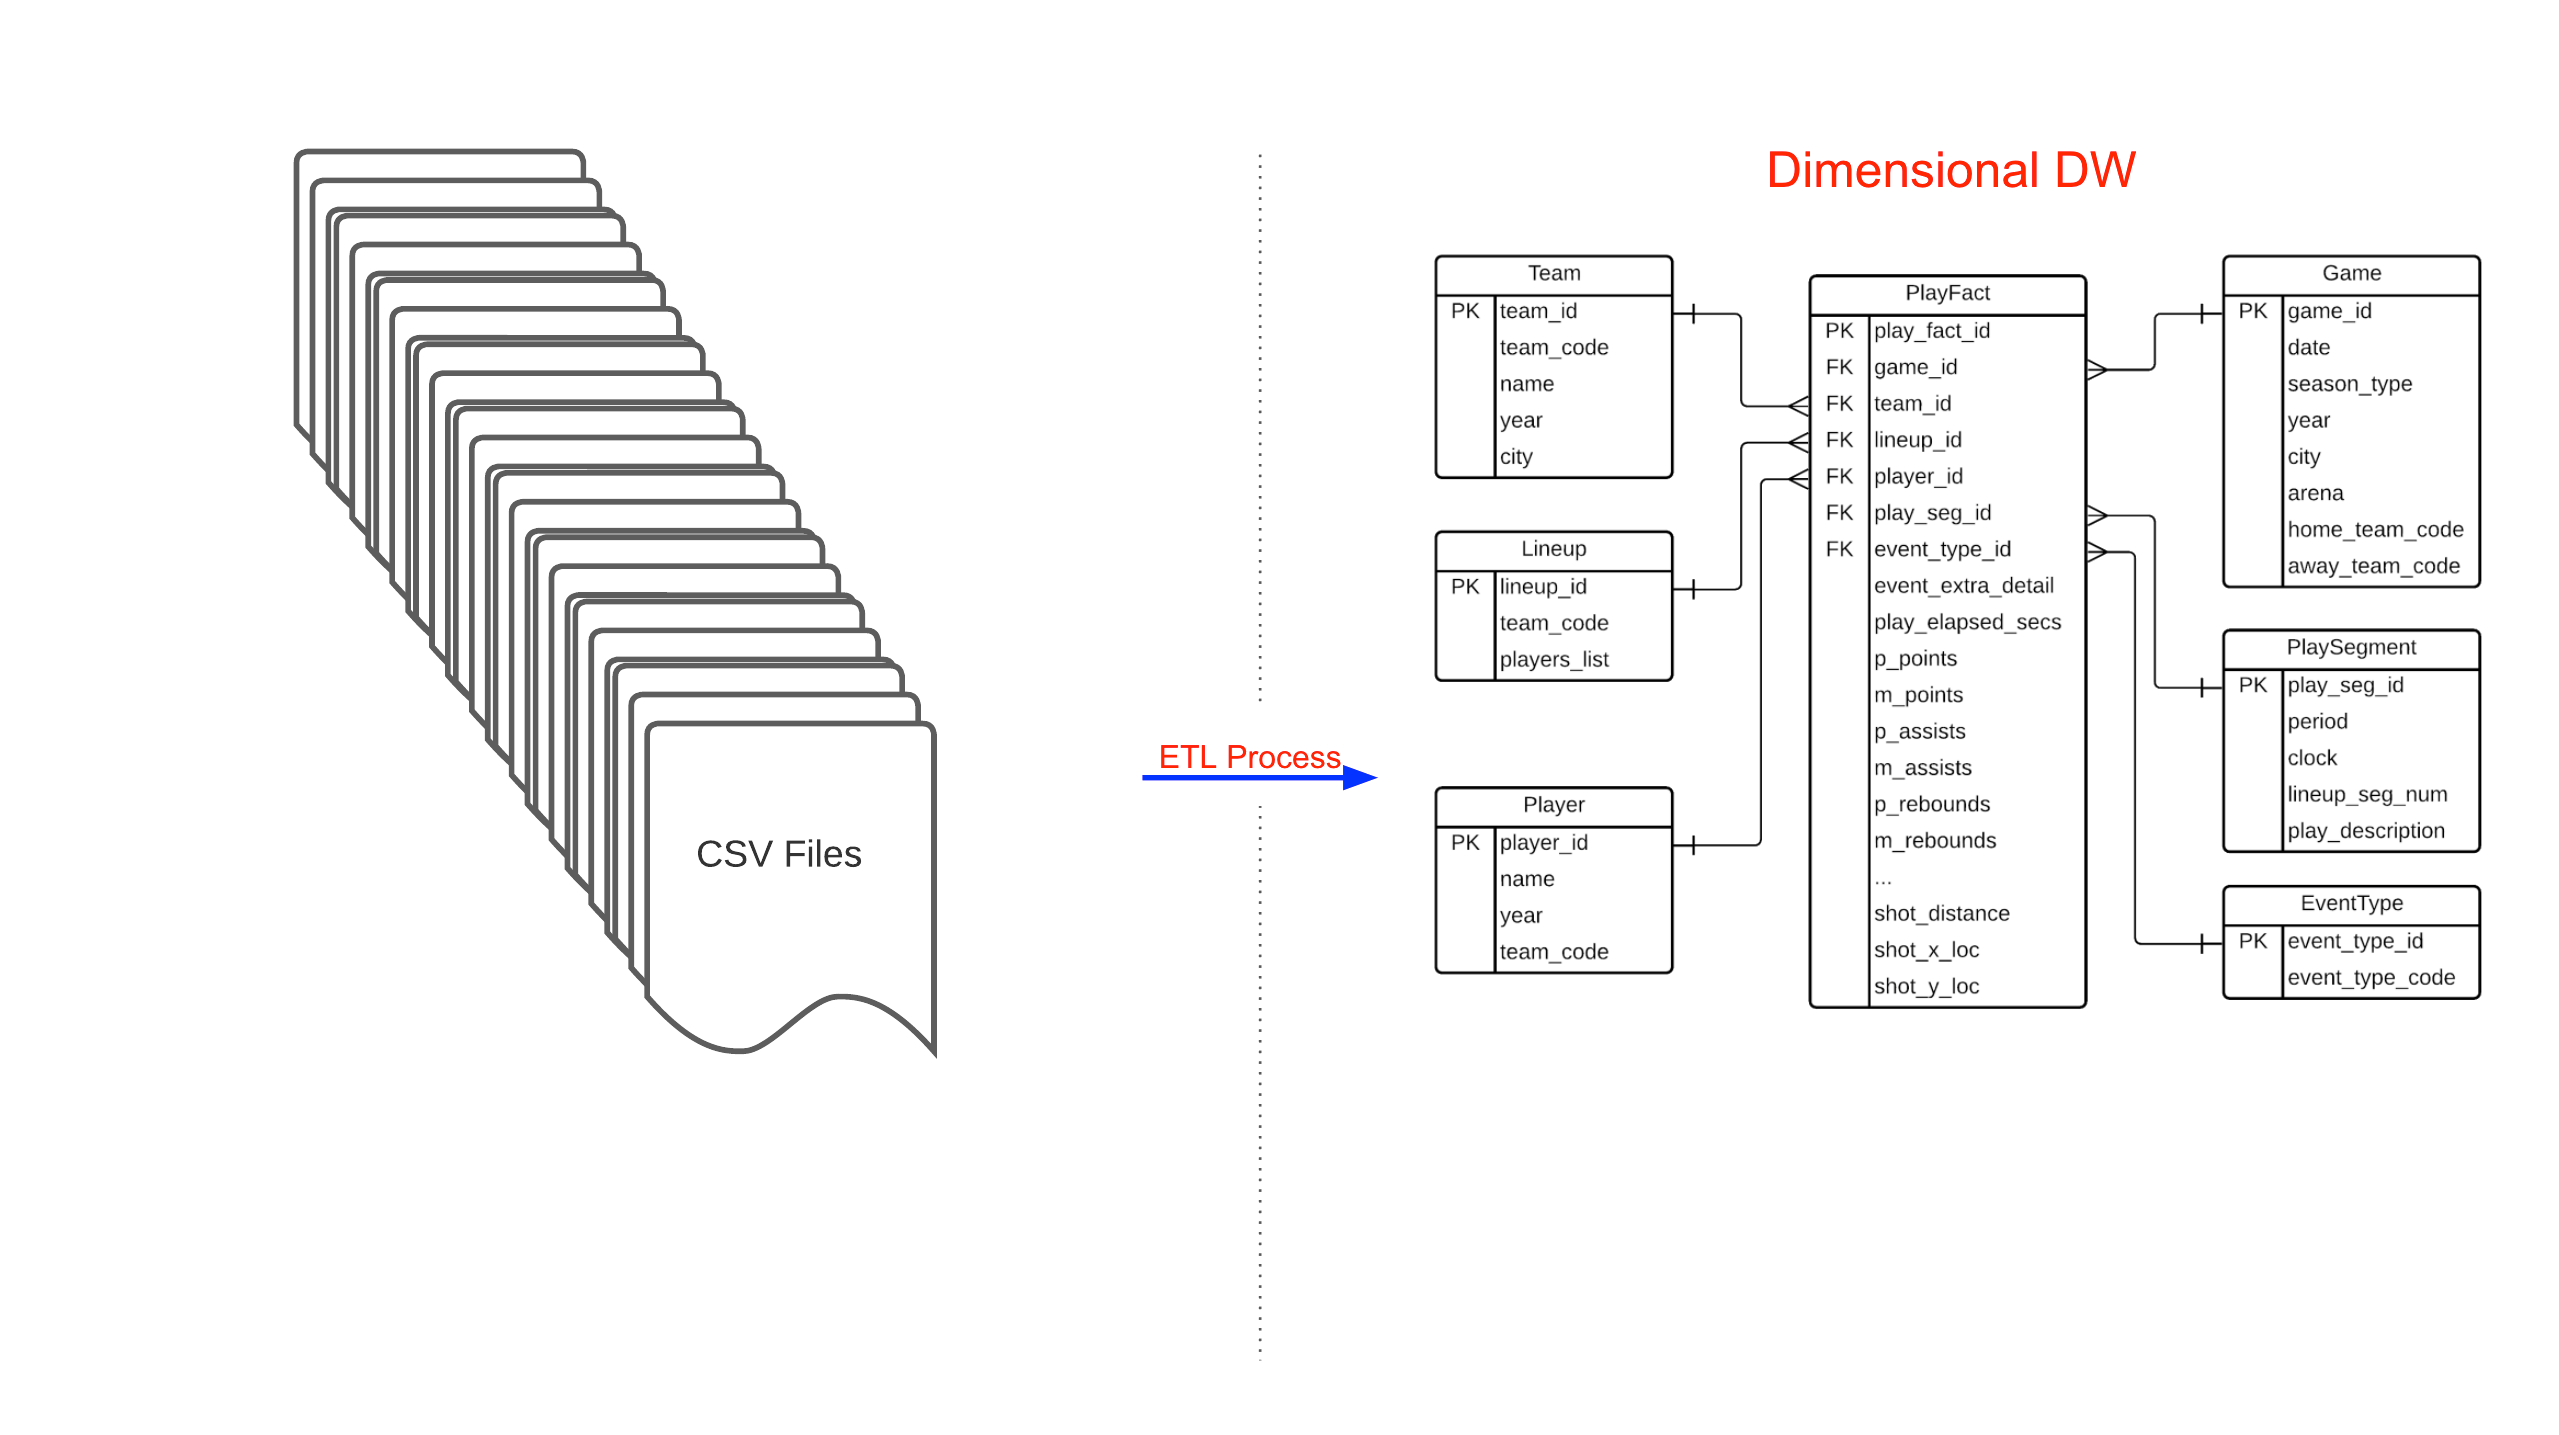 CSV Files
ETL Process
Dimensional DW
Team
PK team_id
team_code
name
year
city
Lineup
PK lineup_id
team_code
players_list
Player
PK player_id
name
year
team_code
PlayFact
PK play_fact_id
FK game_id
FK team_id
FK lineup_id
FK player_id
FK play_seg_id
FK event_type_id
event_extra_detail
play_elapsed_secs
p_points
m_points
p_assists
m_assists
p_rebounds
m_rebounds
...
shot_distance
shot_x_loc
shot_y_loc
Game
PK game_id
date
season_type
year
city
arena
home_team_code
away_team_code
PlaySegment
PK play_seg_id
period
clock
lineup_seg_num
play_description
EventType
PK event_type_id
event_type_code